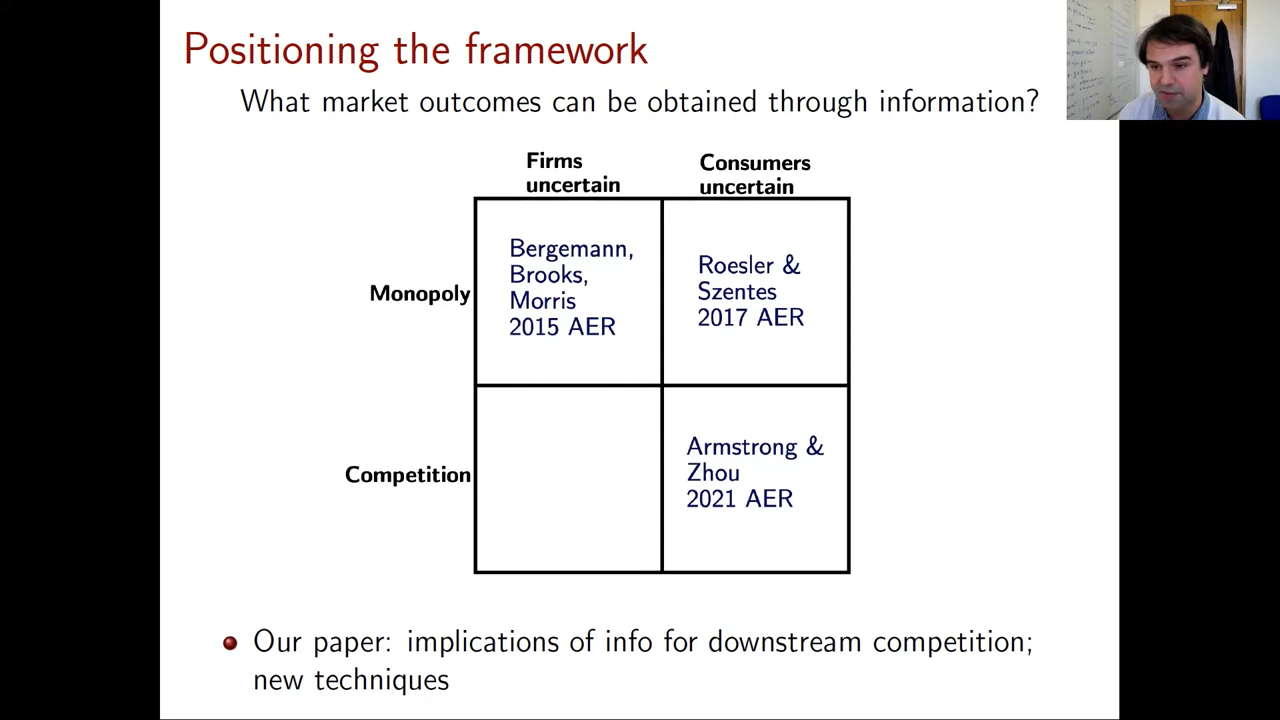 Positioning the framework
What market outcomes can be obtained through information?
Firms
uncertain
Consumers
uncertain
Monopoly
Bergemann,
Brooks,
Morris
2015 AER
Roesler &
Szentes
2017 AER
Competition
Armstrong &
Zhou
2021 AER
Our paper: implications of info for downstream competition;
new techniques